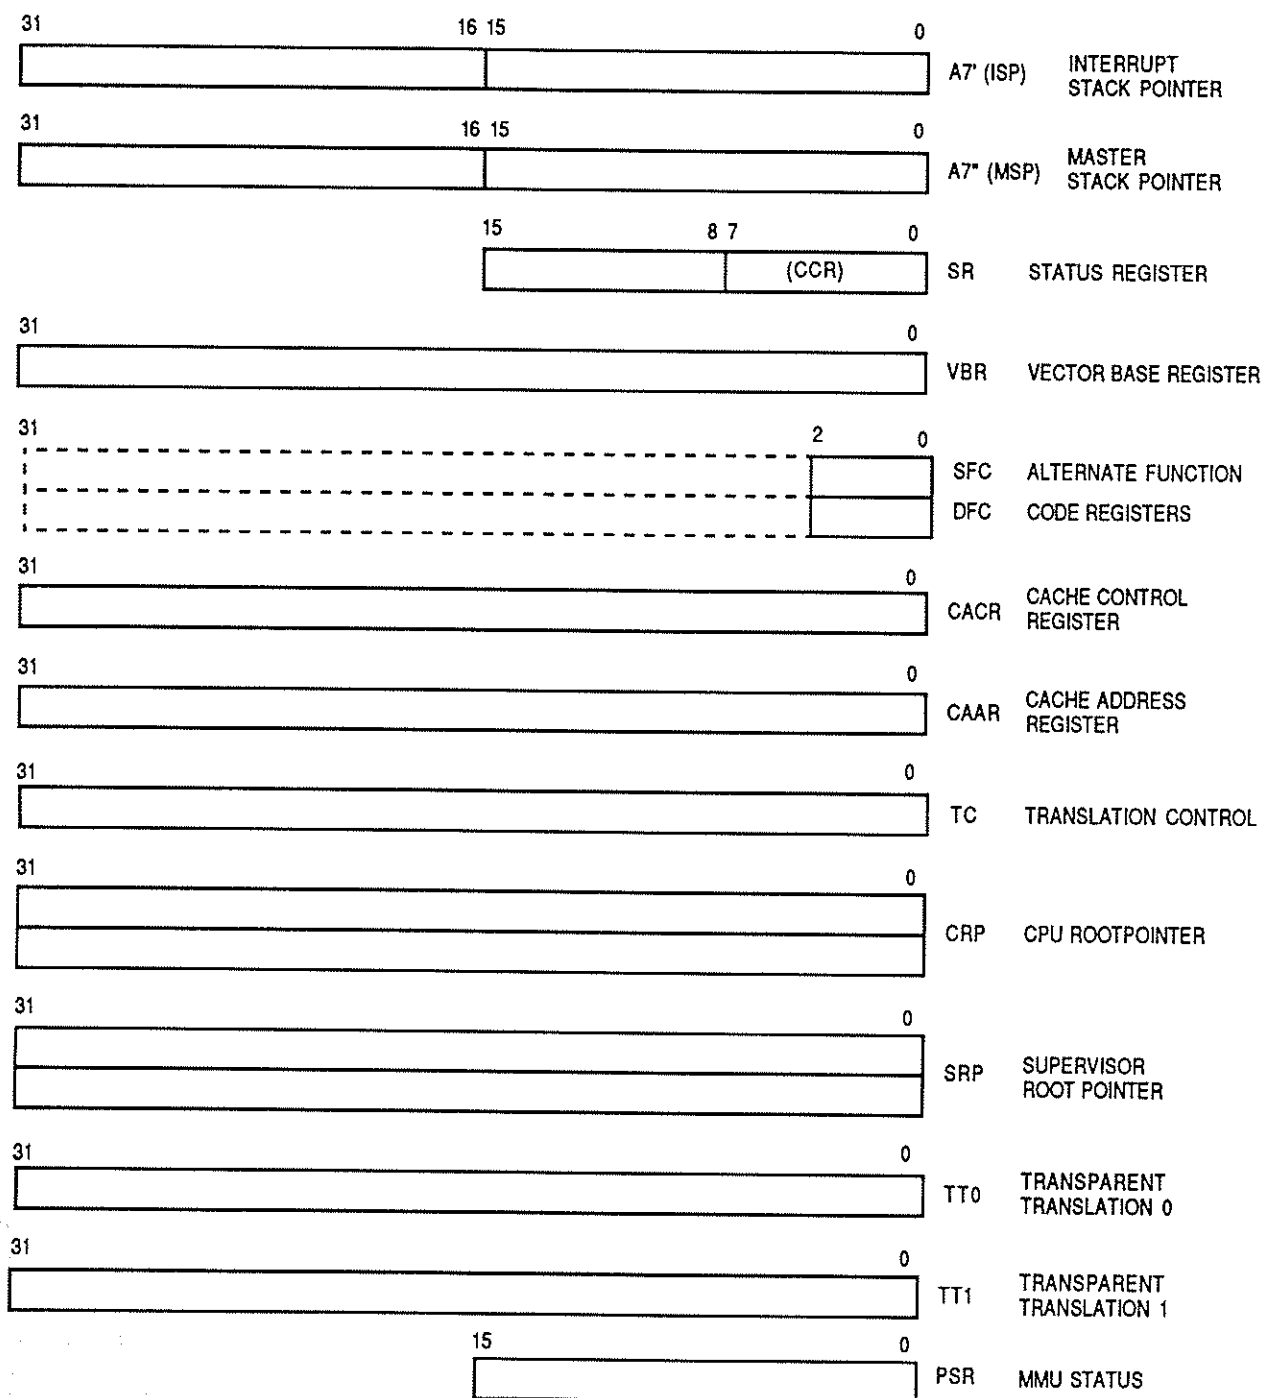 31 16 15 0
A7' (ISP) INTERRUPT
STACK POINTER
31 16 15 0
A7" (MSP) MASTER
STACK POINTER
15 8 7 0
(CCR) SR STATUS REGISTER
31 0
VBR VECTOR BASE REGISTER
31 2 0
SFC ALTERNATE FUNCTION
DFC CODE REGISTERS
31 0
CACR CACHE CONTROL
REGISTER
31 0
CAAR CACHE ADDRESS
REGISTER
31 0
TC TRANSLATION CONTROL
31 0
CRP CPU ROOTPOINTER
31 0
SRP SUPERVISOR
ROOT POINTER
31 0
TT0 TRANSPARENT
TRANSLATION 0
31 0
TT1 TRANSPARENT
TRANSLATION 1
15 0
PSR MMU STATUS